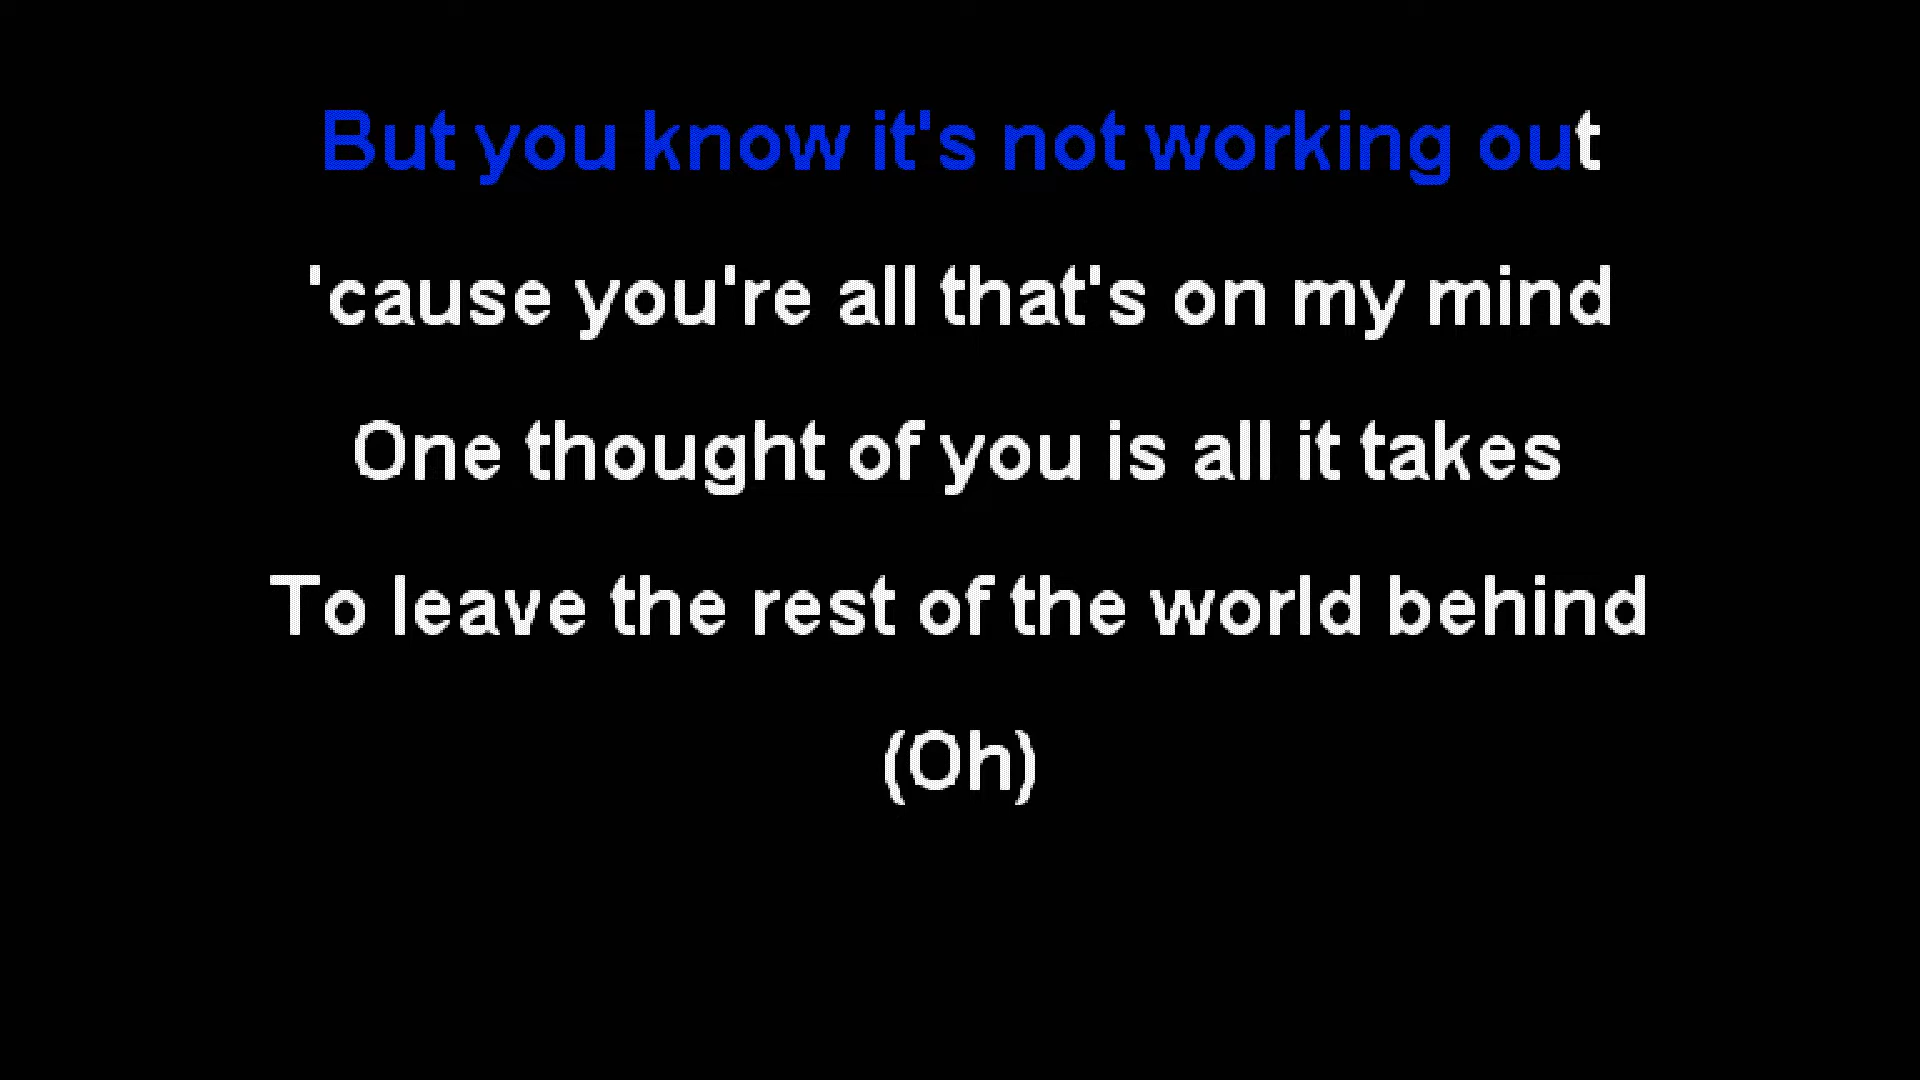 But you know it's not working out
'cause you're all that's on my mind
One thought of you is all it takes
To leave the rest of the world behind
(Oh)